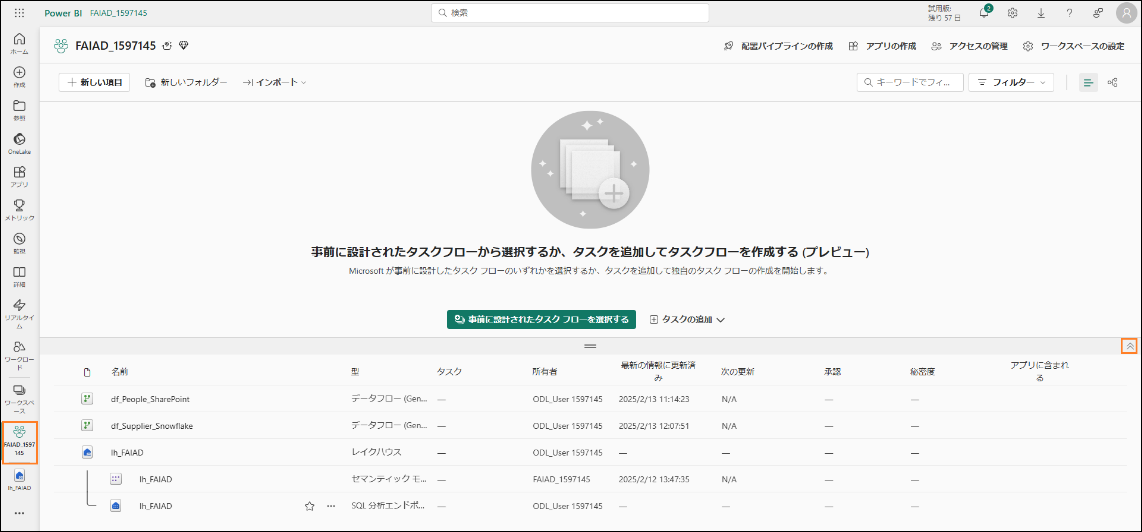 Power BI FAIAD_1597145
検索
試用版:
残り 57 日
2
FAIAD_1597145
配置パイプラインの作成
アプリの作成
アクセスの管理
ワークスペースの設定
新しい項目
新しいフォルダー
インポート
キーワードでフィ...
フィルター
ホーム
作成
参照
OneLake
アプリ
メトリック
監視
詳細
リアルタイ
ム
ワークロー
ド
ワークスペ
ース
FAIAD_1597
145
lh_FAIAD
事前に設計されたタスクフローから選択するか、タスクを追加してタスクフローを作成する (プレビュー)
Microsoft が事前に設計したタスク フローのいずれかを選択するか、タスクを追加して独自のタスク フローの作成を開始します。
事前に設計されたタスク フローを選択する
タスクの追加
名前 型 タスク 所有者 最新の情報に更新済み 次の更新 承認 秘密度 アプリに含まれる
df_People_SharePoint データフロー (Gen... — ODL_User 1597145 2025/2/13 11:14:23 N/A — —
df_Supplier_Snowflake データフロー (Gen... — ODL_User 1597145 2025/2/13 12:07:51 N/A — —
lh_FAIAD レイクハウス — ODL_User 1597145 — — — —
lh_FAIAD セマンティック モ... — FAIAD_1597145 2025/2/12 13:47:35 N/A — —
lh_FAIAD ... SQL 分析エンドポ... — ODL_User 1597145 — N/A — —